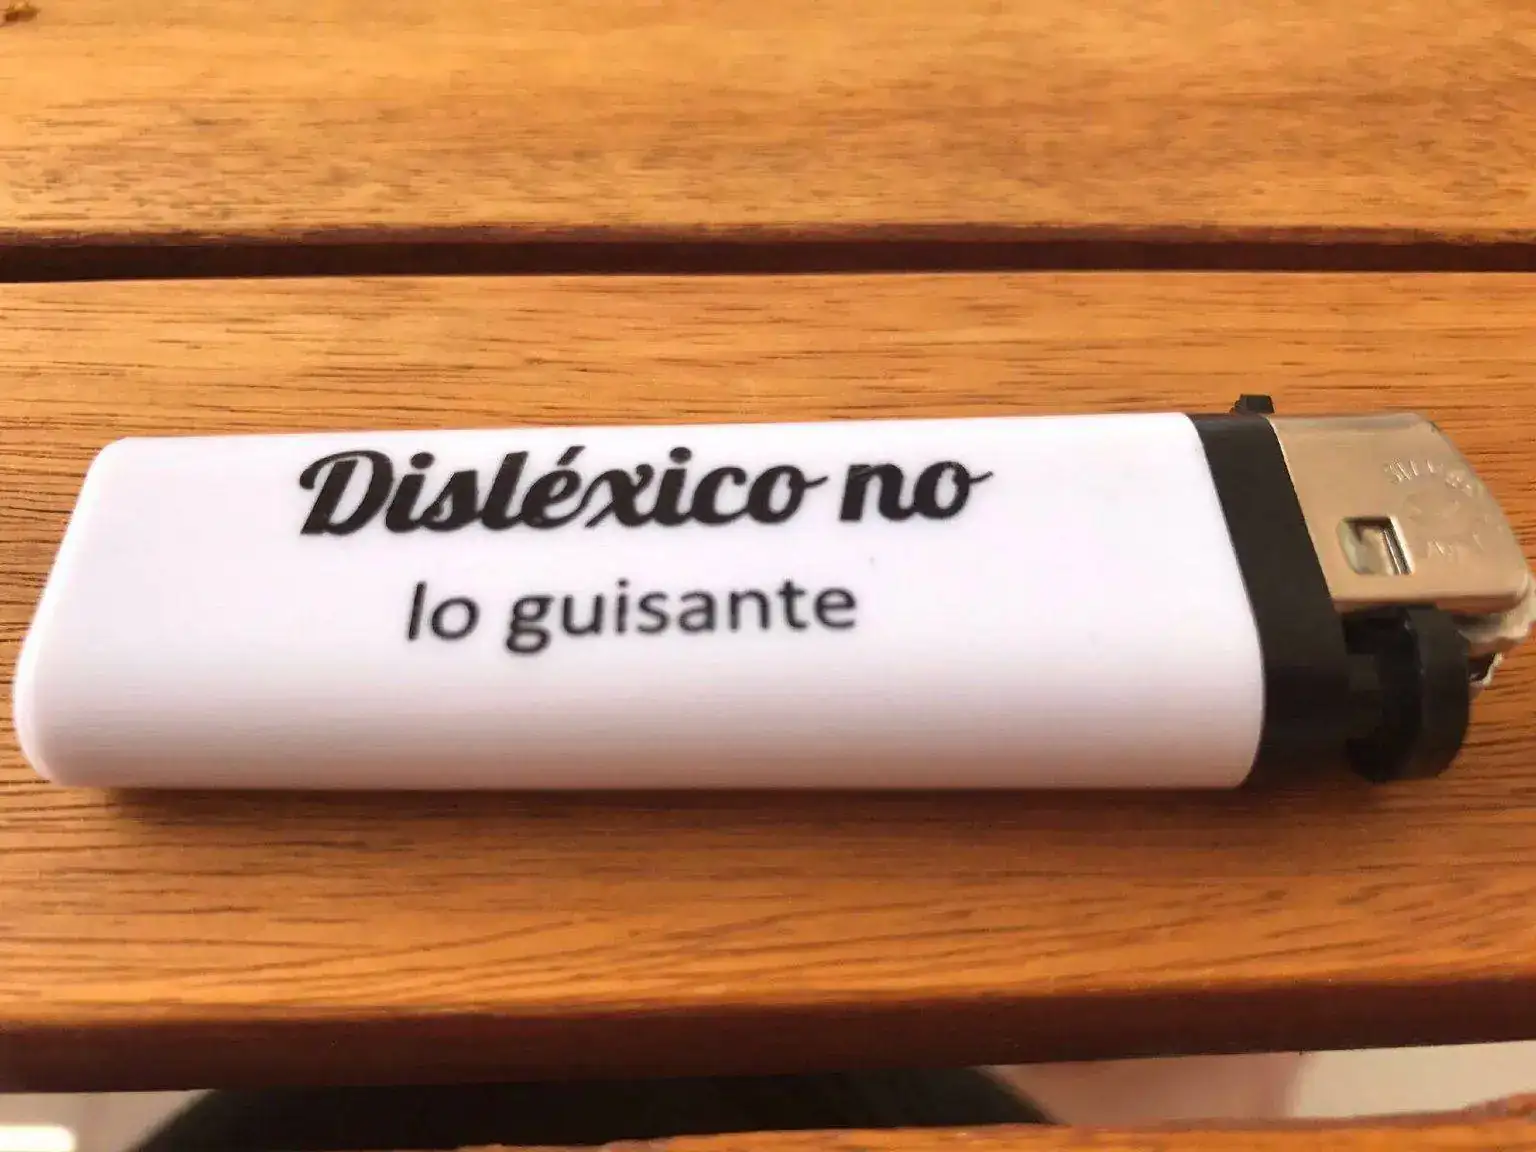 Disléxico no
lo guisante